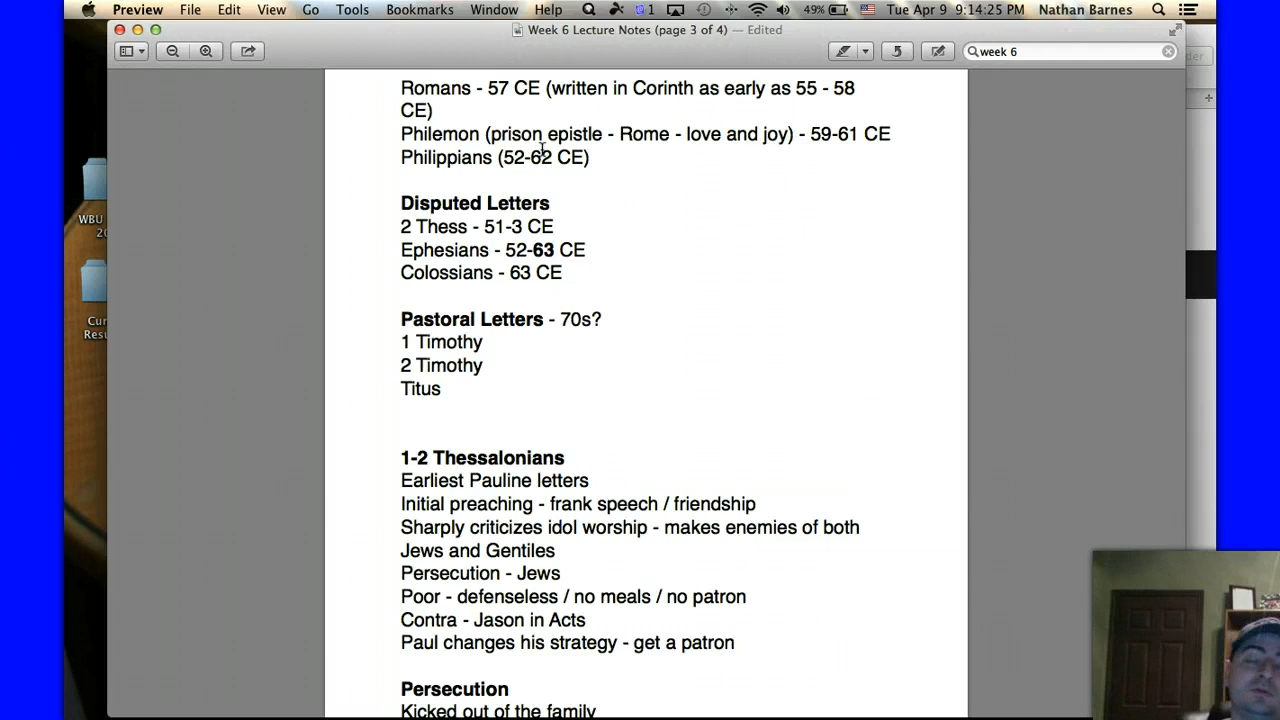 Preview File Edit View Go Tools Bookmarks Window Help 1 49% Tue Apr 9 9:14:25 PM Nathan Barnes
Week 6 Lecture Notes (page 3 of 4) — Edited
week 6
Romans - 57 CE (written in Corinth as early as 55 - 58
CE)
Philemon (prison epistle - Rome - love and joy) - 59-61 CE
Philippians (52-62 CE)
Disputed Letters
2 Thess - 51-3 CE
Ephesians - 52-63 CE
Colossians - 63 CE
Pastoral Letters - 70s?
1 Timothy
2 Timothy
Titus
1-2 Thessalonians
Earliest Pauline letters
Initial preaching - frank speech / friendship
Sharply criticizes idol worship - makes enemies of both
Jews and Gentiles
Persecution - Jews
Poor - defenseless / no meals / no patron
Contra - Jason in Acts
Paul changes his strategy - get a patron
Persecution
Kicked out of the family
WBU
20
Cur
Resu